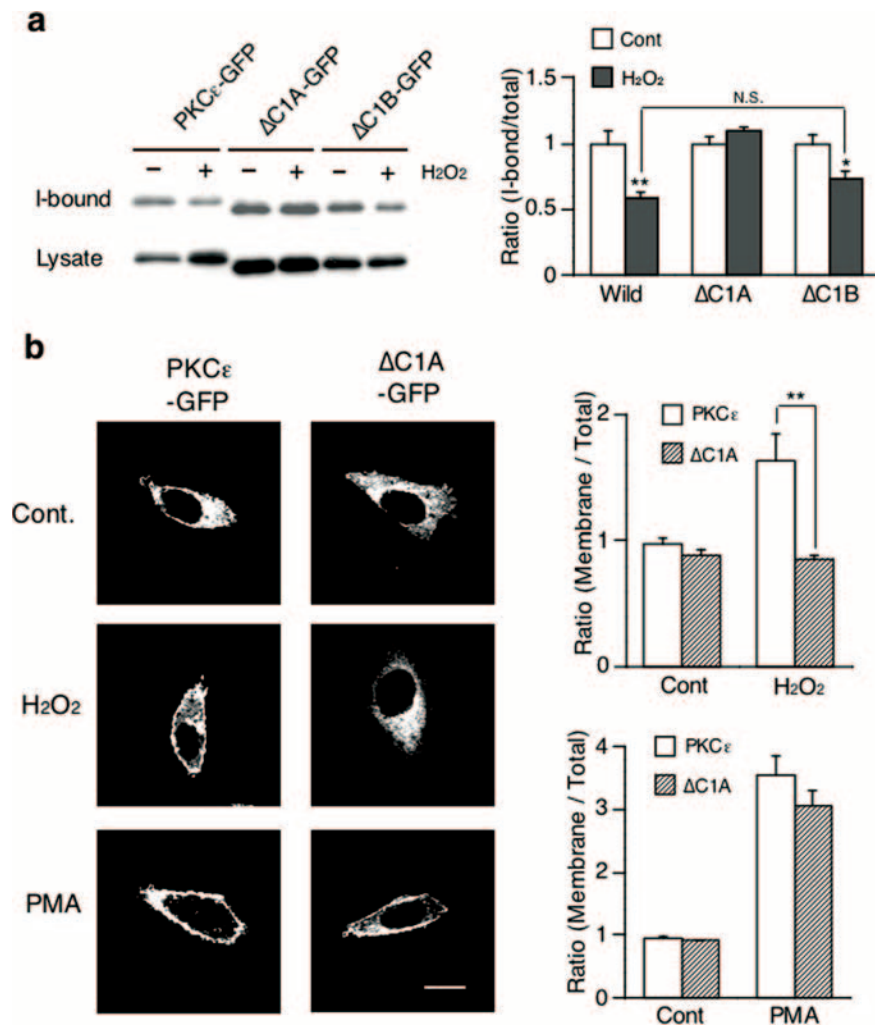 a
PKCε-GFP
ΔC1A-GFP
ΔC1B-GFP
− + − + − + H₂O₂
I-bound
Lysate
Cont
H₂O₂
Ratio (I-bond/total)
1.5
1
0.5
0
N.S.
**
*
Wild ΔC1A ΔC1B
b
PKCε
-GFP
ΔC1A
-GFP
Cont.
H₂O₂
PMA
Ratio (Membrane / Total)
2
1
0
PKCε
ΔC1A
**
Cont H₂O₂
Ratio (Membrane / Total)
4
3
2
1
0
PKCε
ΔC1A
Cont PMA